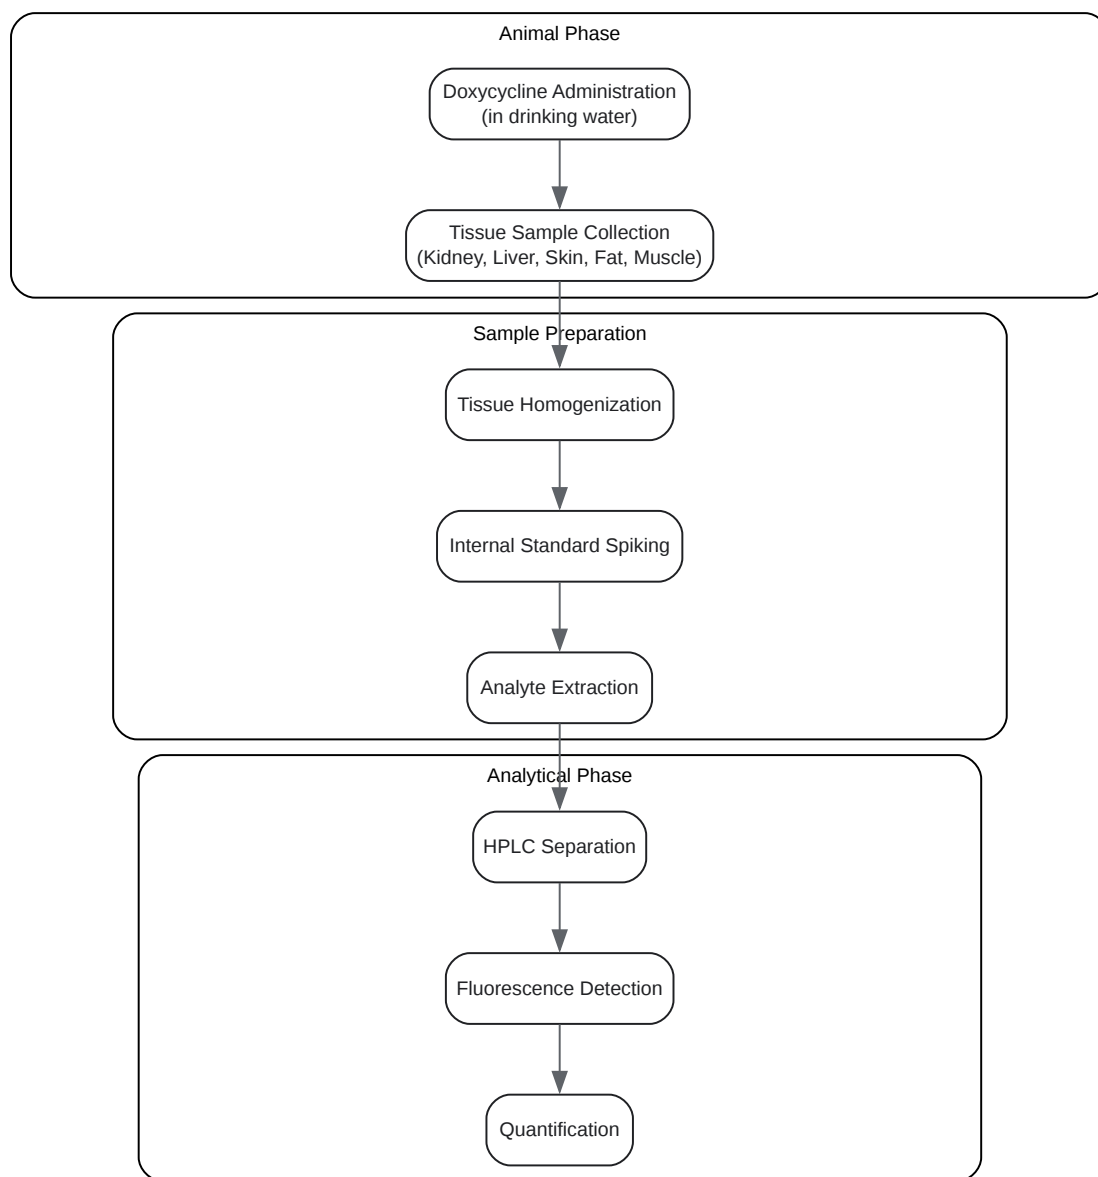 Animal Phase
Doxycycline Administration
(in drinking water)
Tissue Sample Collection
(Kidney, Liver, Skin, Fat, Muscle)
Sample Preparation
Tissue Homogenization
Internal Standard Spiking
Analyte Extraction
Analytical Phase
HPLC Separation
Fluorescence Detection
Quantification